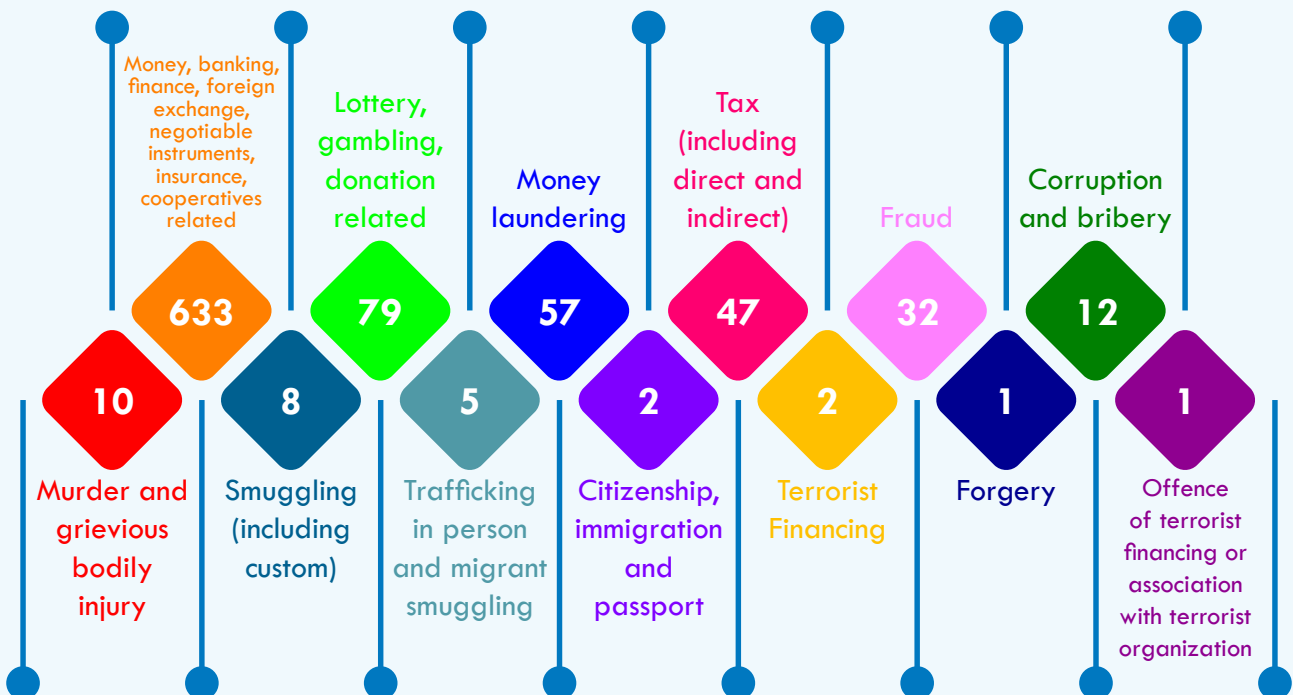 Money, banking,
finance, foreign
exchange,
negotiable
instruments,
insurance,
cooperatives
related
633
Lottery,
gambling,
donation
related
79
Money
laundering
57
Tax
(including
direct and
indirect)
47
Fraud
32
Corruption
and bribery
12
10
Murder and
grievious
bodily
injury
8
Smuggling
(including
custom)
5
Trafficking
in person
and migrant
smuggling
2
Citizenship,
immigration
and
passport
2
Terrorist
Financing
1
Forgery
1
Offence
of terrorist
financing or
association
with terrorist
organization